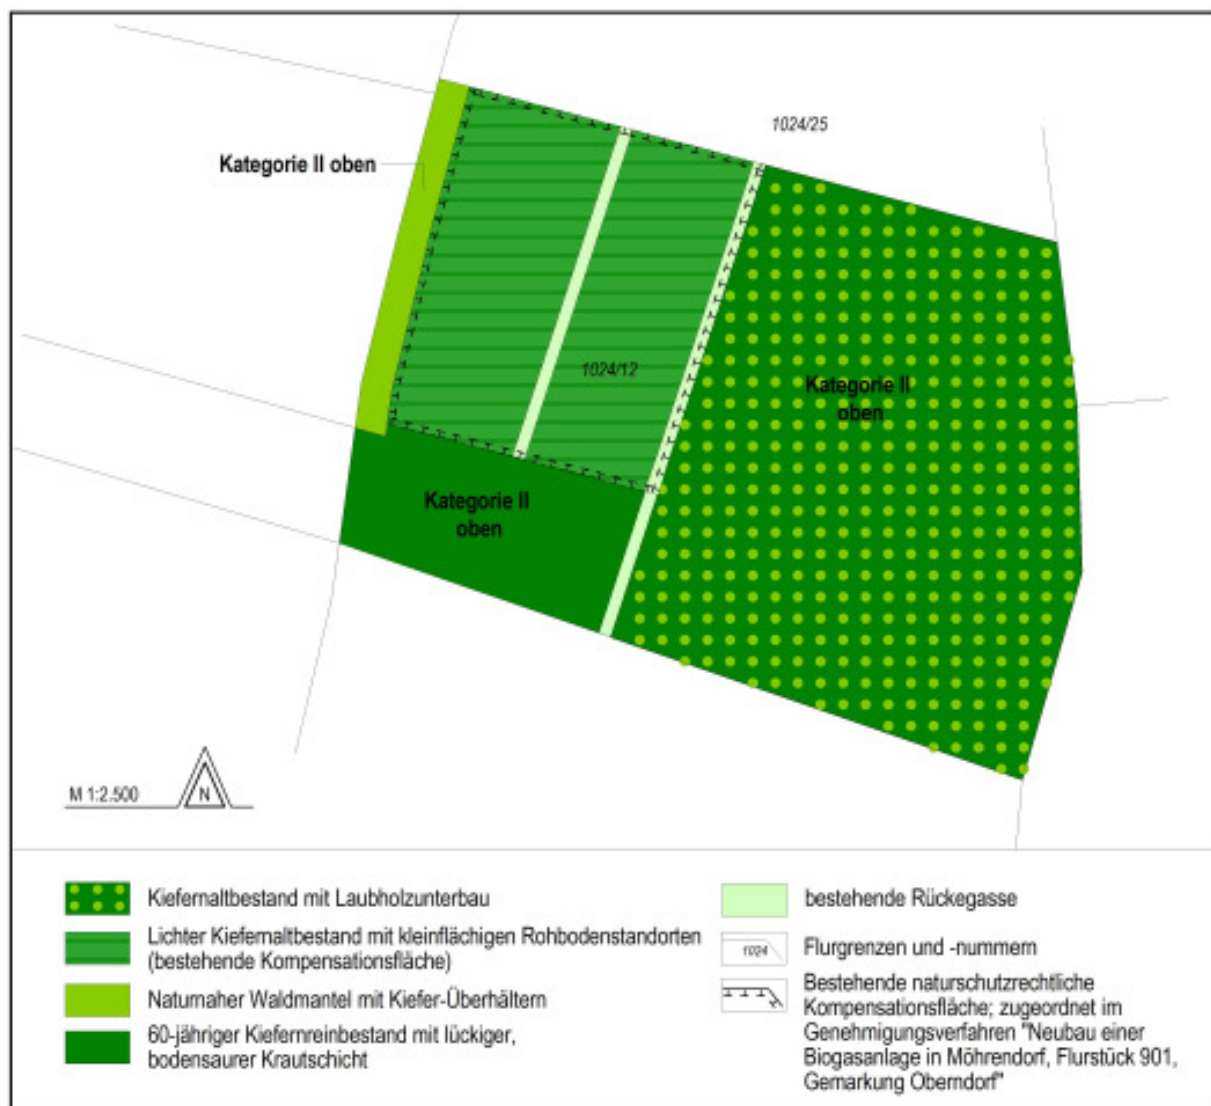 1024/25
Kategorie II oben
1024/12
Kategorie II
oben
Kategorie II
oben
M 1:2.500
N
Kiefernaltbestand mit Laubholzunterbau
Lichter Kiefernaltbestand mit kleinflächigen Rohbodenstandorten
(bestehende Kompensationsfläche)
Naturnaher Waldmantel mit Kiefer-Überhältern
60-jähriger Kiefernreinbestand mit lückiger,
bodensaurer Krautschicht
bestehende Rückegasse
1024
Flurgrenzen und -nummern
Bestehende naturschutzrechtliche
Kompensationsfläche; zugeordnet im
Genehmigungsverfahren "Neubau einer
Biogasanlage in Möhrendorf, Flurstück 901,
Gemarkung Oberndorf"